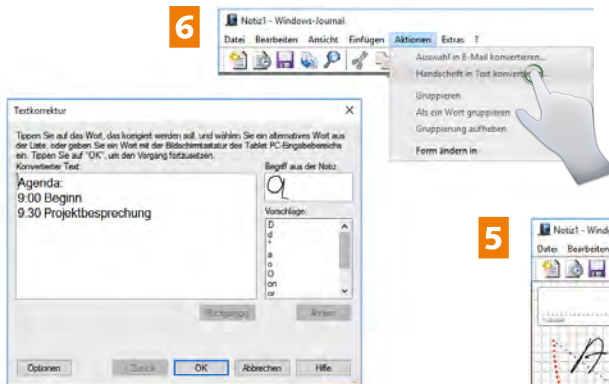 6
Notiz1 - Windows-Journal
Datei Bearbeiten Ansicht Einfügen Aktionen Extras ?
Auswahl in E-Mail konvertieren...
Handschrift in Text
Gruppieren
Als ein Wort gruppieren
Gruppierung aufheben
Form ändern in
Textkorrektur
Tippen Sie auf das Wort, das korrigiert werden soll, und wählen Sie ein alternatives Wort aus
der Liste, oder geben Sie ein Wort mit der Bildschirmtastatur des Tablet PC-Eingabebereichs
ein. Tippen Sie auf "OK", um den Vorgang fortzusetzen.
Konvertierter Text:
Begriff aus der Notiz:
Agenda:
9:00 Beginn
9:30 Projektbesprechung
Vorschläge:
D
d
*
a
o
O
on
or
Rückgängig
Ändern
Optionen
< Zurück
OK
Abbrechen
Hilfe
5
Notiz1 -
Datei Bearbeiten
A